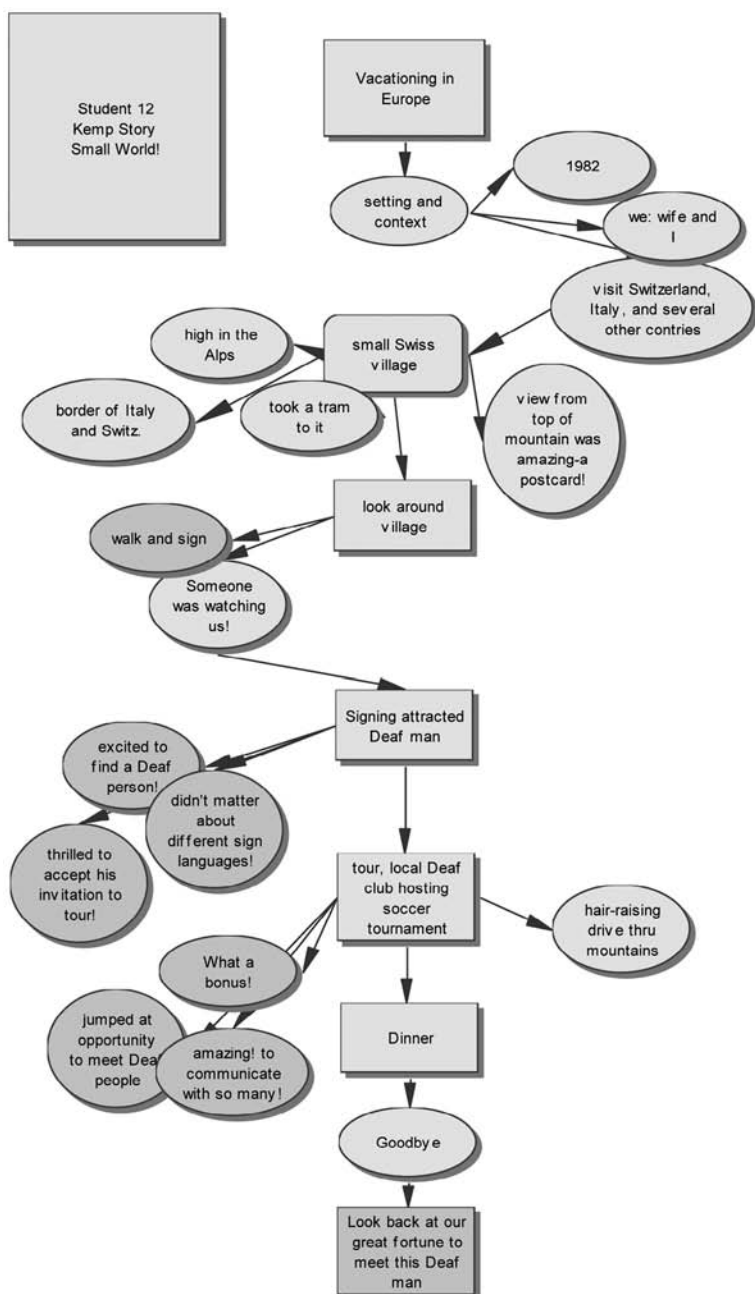 Student 12
Kemp Story
Small World!
Vacationing in
Europe
setting and
context
1982
we: wife and
I
visit Switzerland,
Italy, and several
other contries
small Swiss
village
high in the
Alps
border of Italy
and Switz.
took a tram
to it
view from
top of
mountain was
amazing-a
postcard!
look around
village
walk and sign
Someone
was watching
us!
Signing attracted
Deaf man
excited to
find a Deaf
person!
didn't matter
about
different sign
languages!
thrilled to
accept his
invitation to
tour!
tour, local Deaf
club hosting
soccer
tournament
hair-raising
drive thru
mountains
What a
bonus!
jumped at
opportunity
to meet Deaf
people
amazing! to
communicate
with so many!
Dinner
Goodbye
Look back at our
great fortune to
meet this Deaf
man